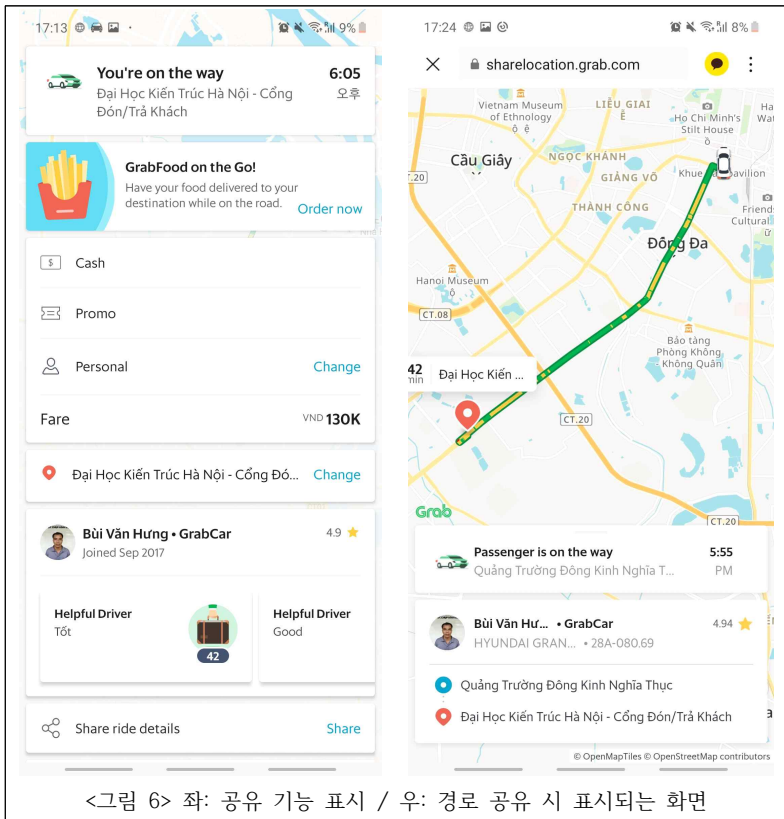 17:13
9%
You're on the way
6:05
Đại Học Kiến Trúc Hà Nội - Cổng
Đón/Trả Khách
오후
GrabFood on the Go!
Have your food delivered to your
destination while on the road.
Order now
Cash
Promo
Personal
Change
Fare
VND 130K
Đại Học Kiến Trúc Hà Nội - Cổng Đó...
Change
Bùi Văn Hưng • GrabCar
4.9
Joined Sep 2017
Helpful Driver
Tốt
42
Helpful Driver
Good
Share ride details
Share
17:24
8%
sharelocation.grab.com
Vietnam Museum
of Ethnology
LIỄU GIAI
Ho Chi Minh's
Stilt House
Cầu Giấy
NGỌC KHÁNH
GIẢNG VÕ
THÀNH CÔNG
Đống Đa
Hanoi Museum
CT.08
Bảo tàng
Phòng Không
- Không Quân
42
min
Đại Học Kiến ...
CT.20
Grab
CT.20
Passenger is on the way
5:55
Quảng Trường Đông Kinh Nghĩa T...
PM
Bùi Văn Hư... • GrabCar
4.94
HYUNDAI GRAN... • 28A-080.69
Quảng Trường Đông Kinh Nghĩa Thục
Đại Học Kiến Trúc Hà Nội - Cổng Đón/Trả Khách
© OpenMapTiles © OpenStreetMap contributors
<그림 6> 좌: 공유 기능 표시 / 우: 경로 공유 시 표시되는 화면